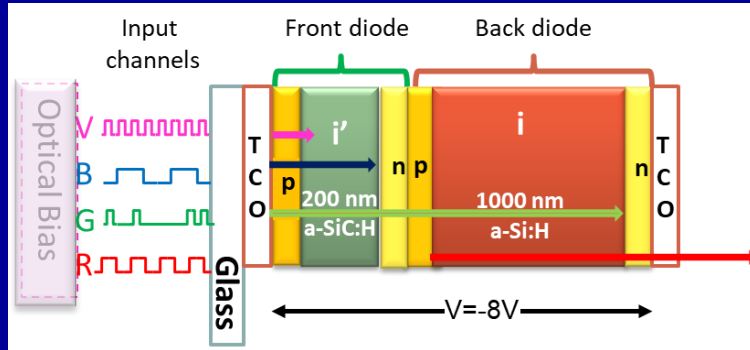 Input
channels
Front diode
Back diode
Optical Bias
V
B
G
R
Glass
T
C
O
p
i’
200 nm
a-SiC:H
n
p
i
1000 nm
a-Si:H
n
T
C
O
V=-8V